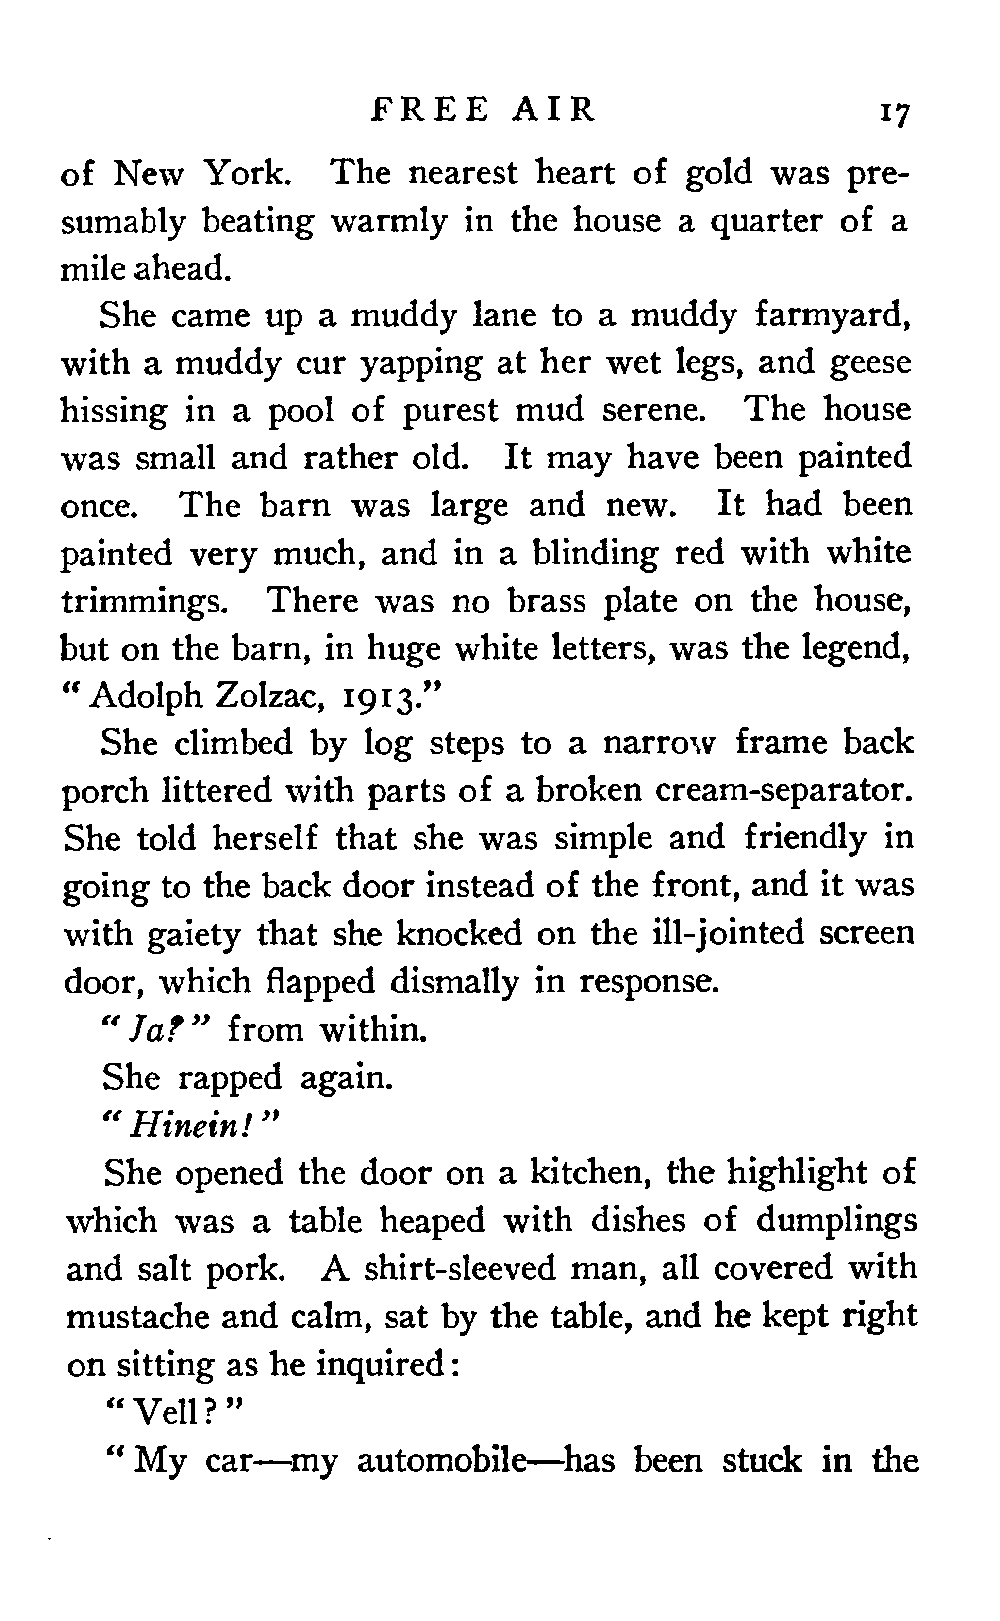 FREE AIR 17
of New York. The nearest heart of gold was pre-
sumably beating warmly in the house a quarter of a
mile ahead.
She came up a muddy lane to a muddy farmyard,
with a muddy cur yapping at her wet legs, and geese
hissing in a pool of purest mud serene. The house
was small and rather old. It may have been painted
once. The barn was large and new. It had been
painted very much, and in a blinding red with white
trimmings. There was no brass plate on the house,
but on the barn, in huge white letters, was the legend,
“Adolph Zolzac, 1913.”
She climbed by log steps to a narrow frame back
porch littered with parts of a broken cream-separator.
She told herself that she was simple and friendly in
going to the back door instead of the front, and it was
with gaiety that she knocked on the ill-jointed screen
door, which flapped dismally in response.
“Ja?” from within.
She rapped again.
“Hinein!”
She opened the door on a kitchen, the highlight of
which was a table heaped with dishes of dumplings
and salt pork. A shirt-sleeved man, all covered with
mustache and calm, sat by the table, and he kept right
on sitting as he inquired:
“Vell?”
“My car—my automobile—has been stuck in the